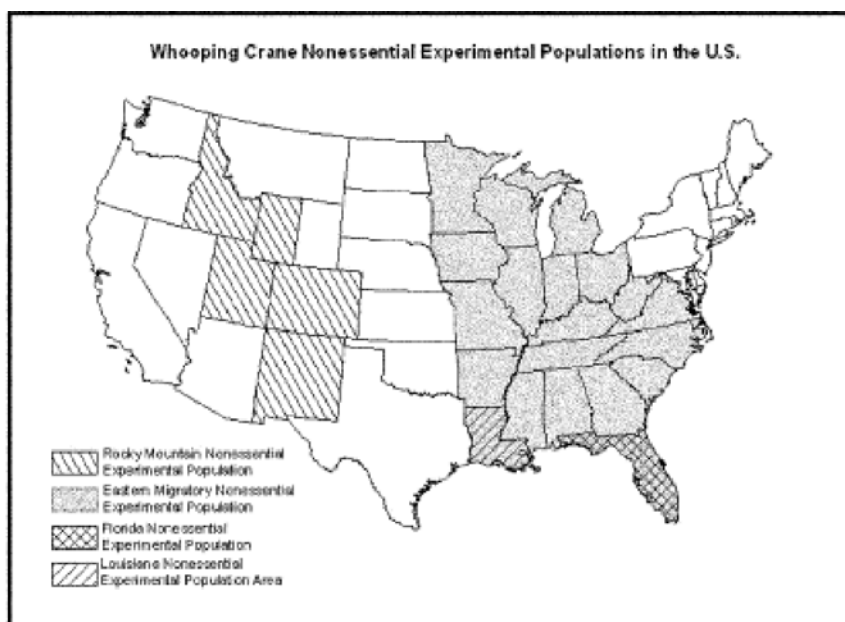 Whooping Crane Nonessential Experimental Populations in the U.S.
Rocky Mountain Nonessential
Experimental Population
Eastern Migratory Nonessential
Experimental Population
Florida Nonessential
Experimental Population
Louisiana Nonessential
Experimental Population Area